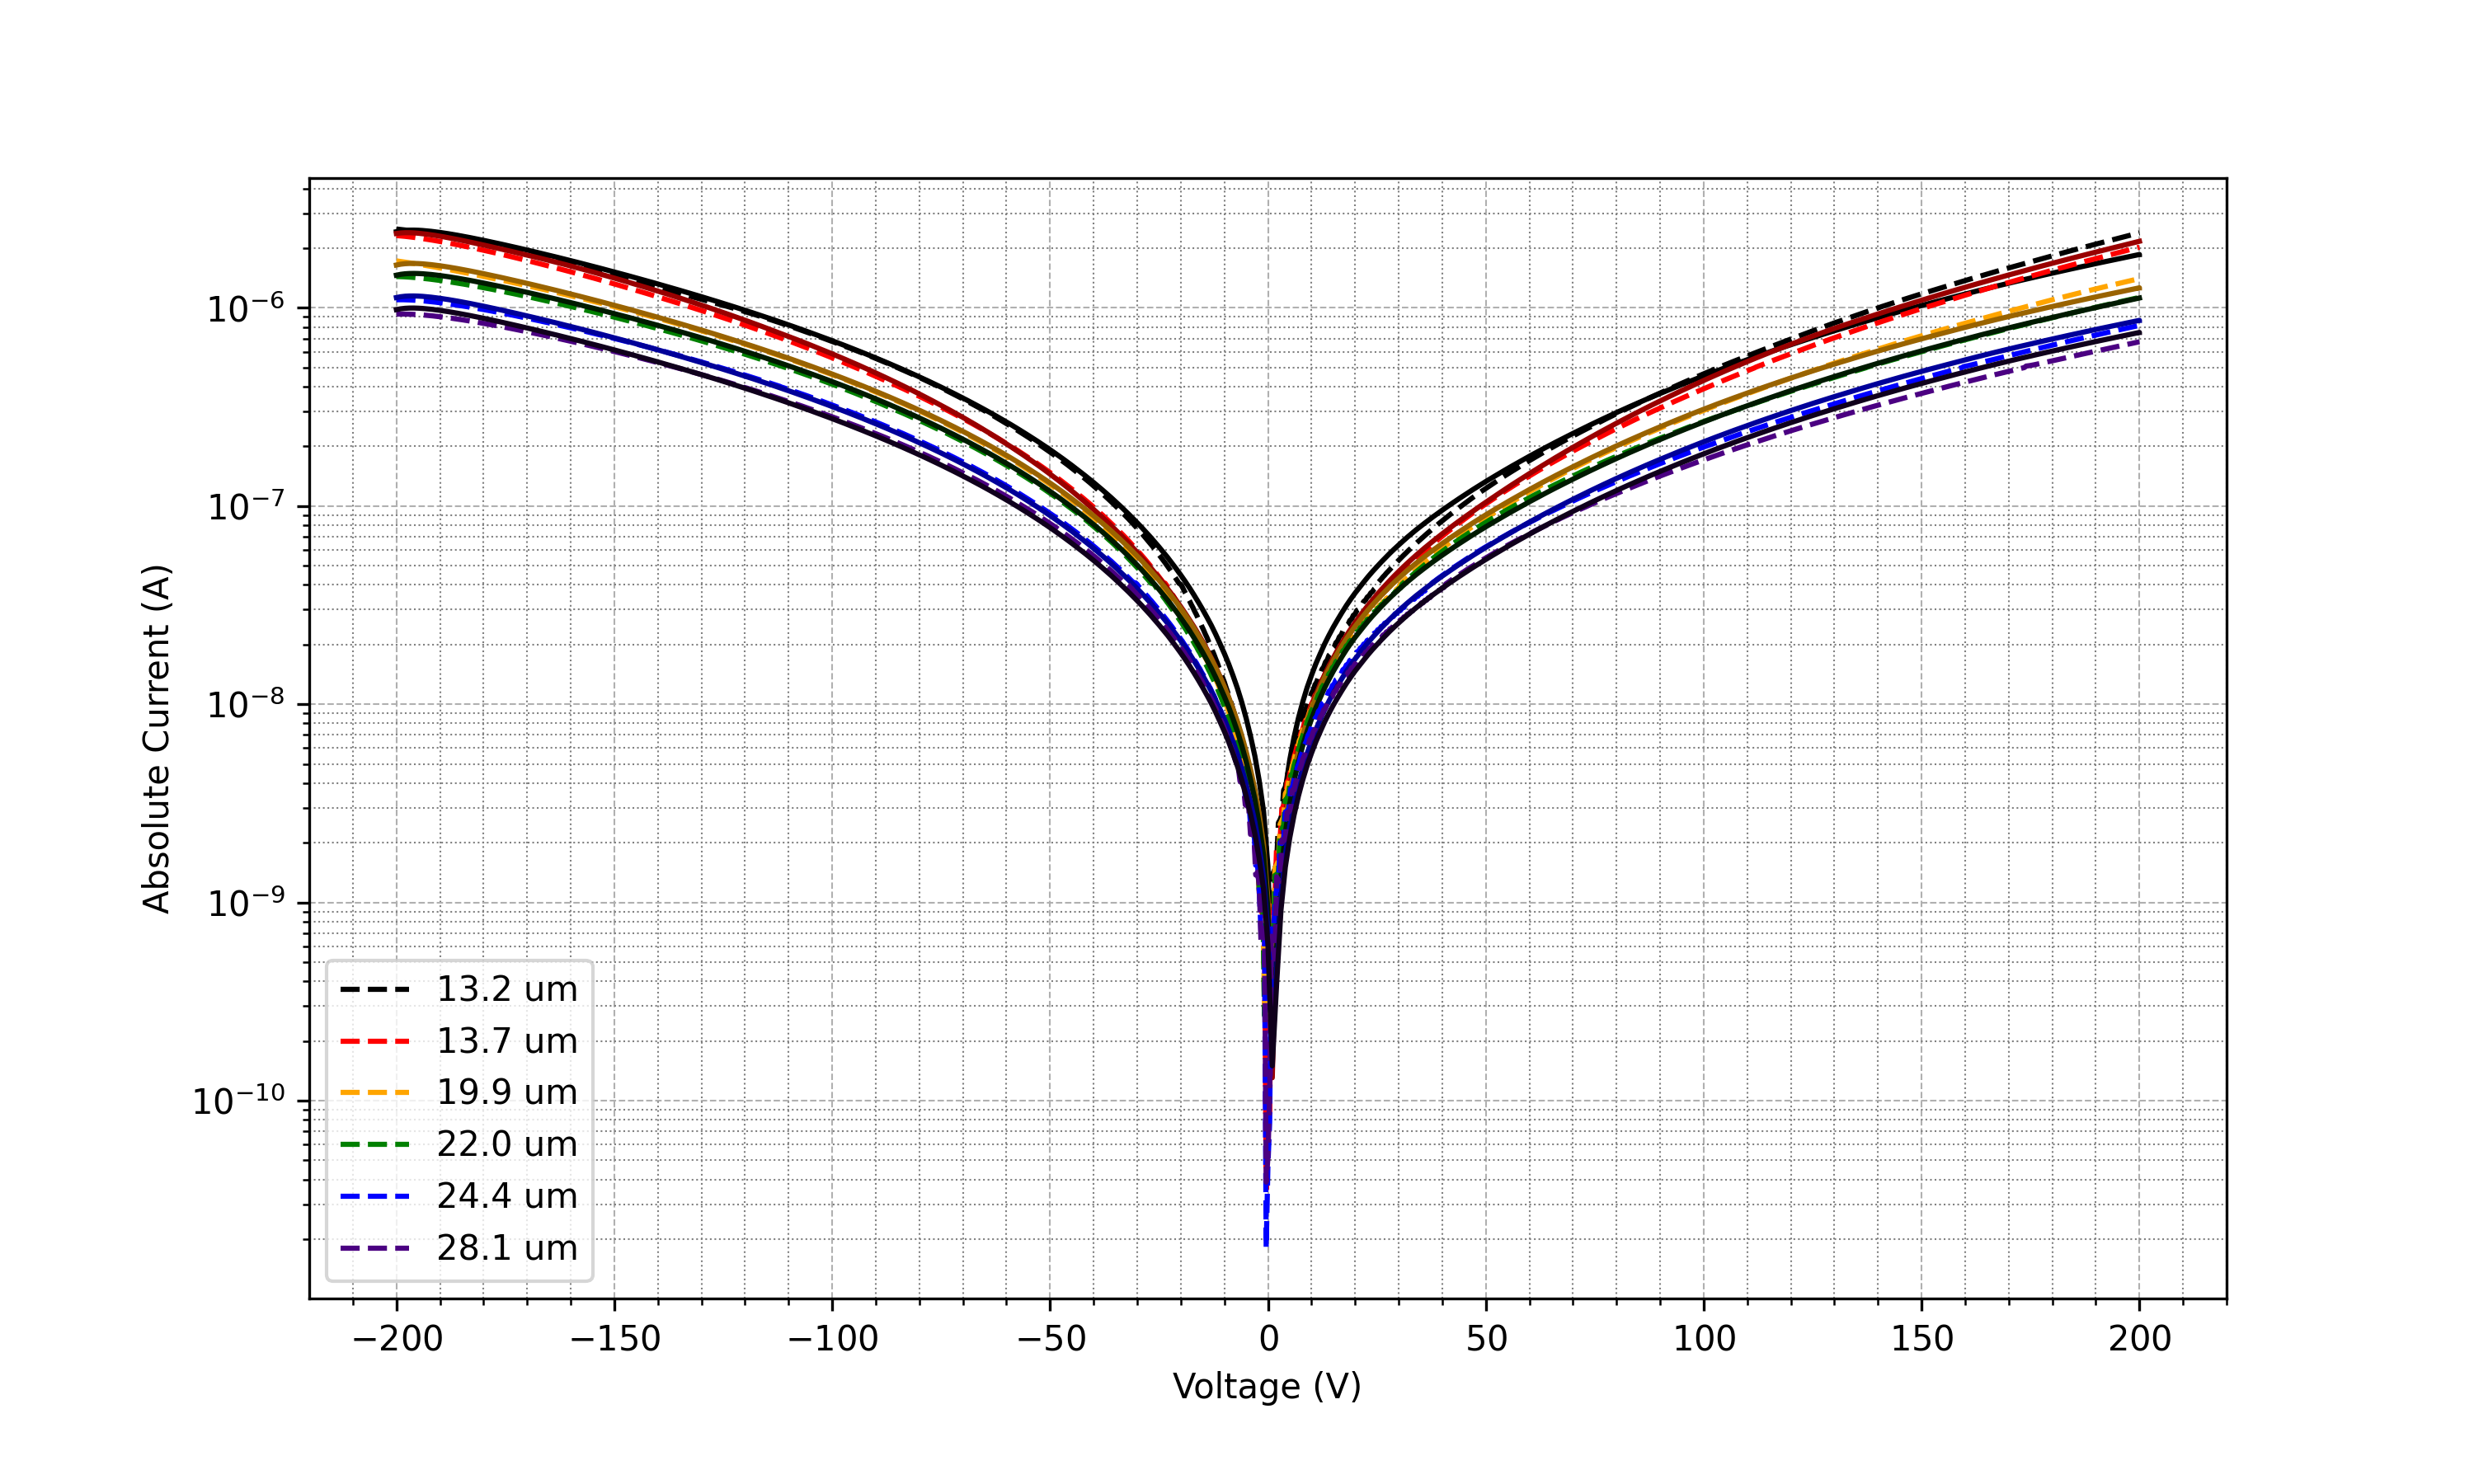 Absolute Current (A)
10⁻⁶
10⁻⁷
10⁻⁸
10⁻⁹
10⁻¹⁰
13.2 um
13.7 um
19.9 um
22.0 um
24.4 um
28.1 um
−200 −150 −100 −50 0 50 100 150 200
Voltage (V)